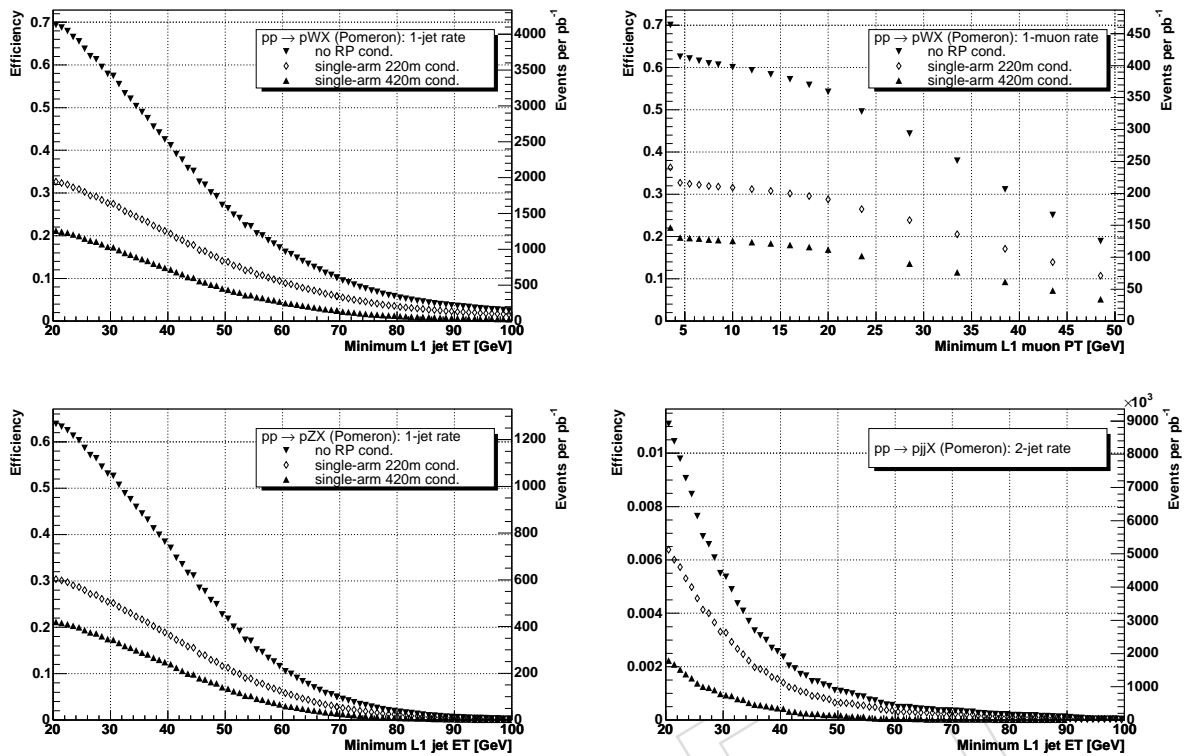 Efficiency
0.7
0.6
0.5
0.4
0.3
0.2
0.1
0
20 30 40 50 60 70 80 90 100
Minimum L1 jet ET [GeV]
pp → pWX (Pomeron): 1-jet rate
no RP cond.
single-arm 220m cond.
single-arm 420m cond.
4000
3500
3000
2500
2000
1500
1000
500
0
Events per pb-1
Efficiency
0.7
0.6
0.5
0.4
0.3
0.2
0.1
0
5 10 15 20 25 30 35 40 45 50
Minimum L1 muon PT [GeV]
pp → pWX (Pomeron): 1-muon rate
no RP cond.
single-arm 220m cond.
single-arm 420m cond.
450
400
350
300
250
200
150
100
50
0
Events per pb-1
Efficiency
0.6
0.5
0.4
0.3
0.2
0.1
0
20 30 40 50 60 70 80 90 100
Minimum L1 jet ET [GeV]
pp → pZX (Pomeron): 1-jet rate
no RP cond.
single-arm 220m cond.
single-arm 420m cond.
1200
1000
800
600
400
200
0
Events per pb-1
Efficiency
0.01
0.008
0.006
0.004
0.002
0
20 30 40 50 60 70 80 90 100
Minimum L1 jet ET [GeV]
pp → pjjX (Pomeron): 2-jet rate
×103
9000
8000
7000
6000
5000
4000
3000
2000
1000
0
Events per pb-1